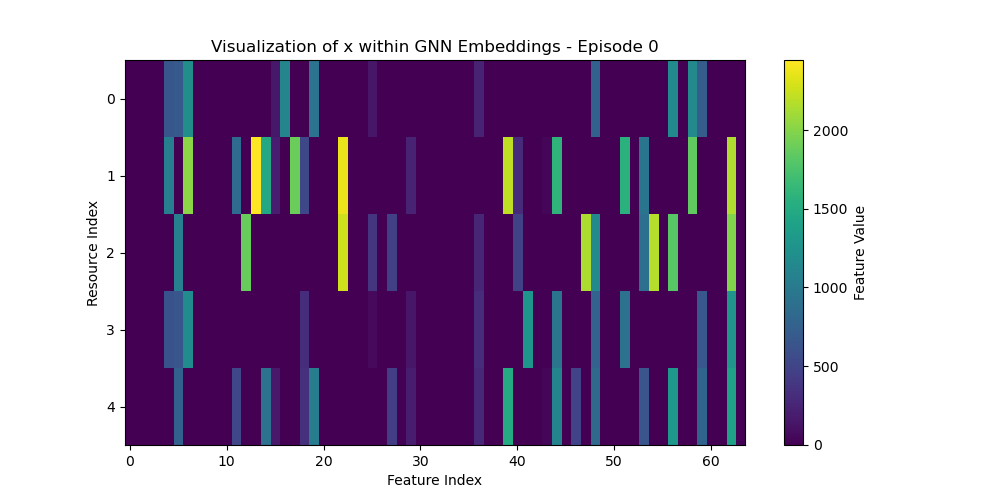 Visualization of x within GNN Embeddings - Episode 0
Resource Index
0
1
2
3
4
0 10 20 30 40 50 60
Feature Index
2000
1500
1000
500
0
Feature Value